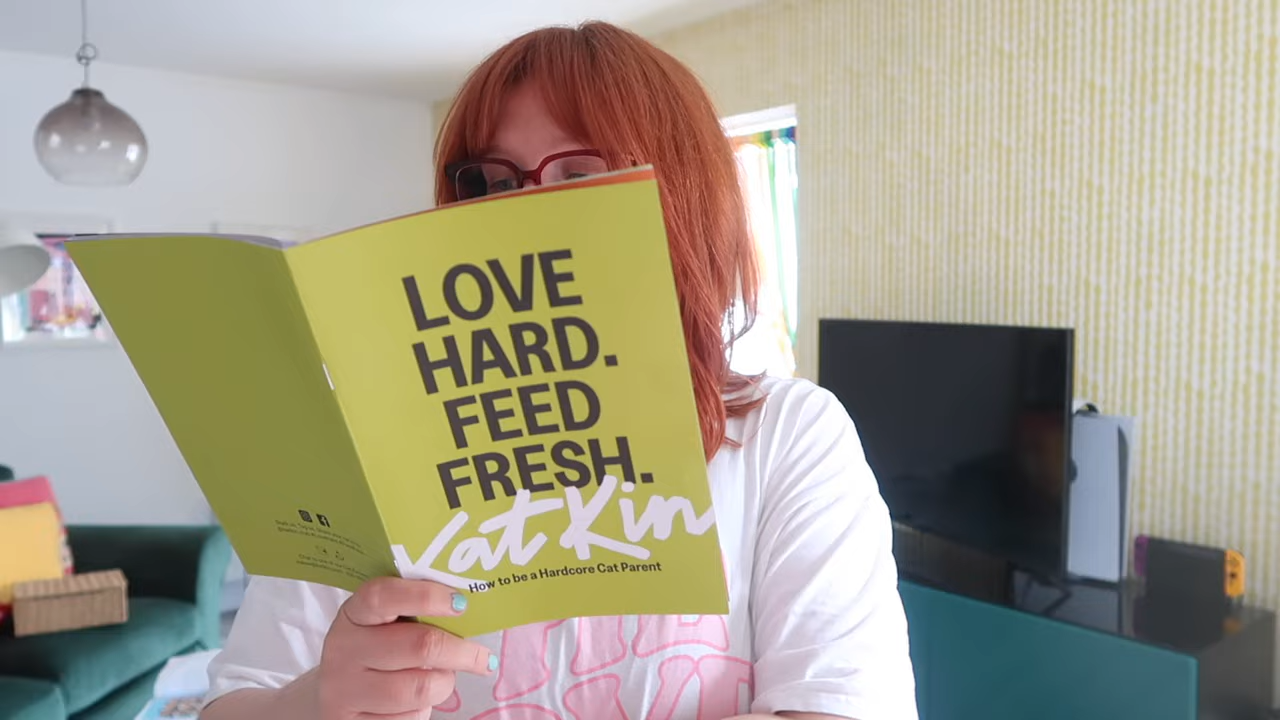 LOVE
HARD.
FEED
FRESH.
KatKin
How to be a Hardcore Cat Parent